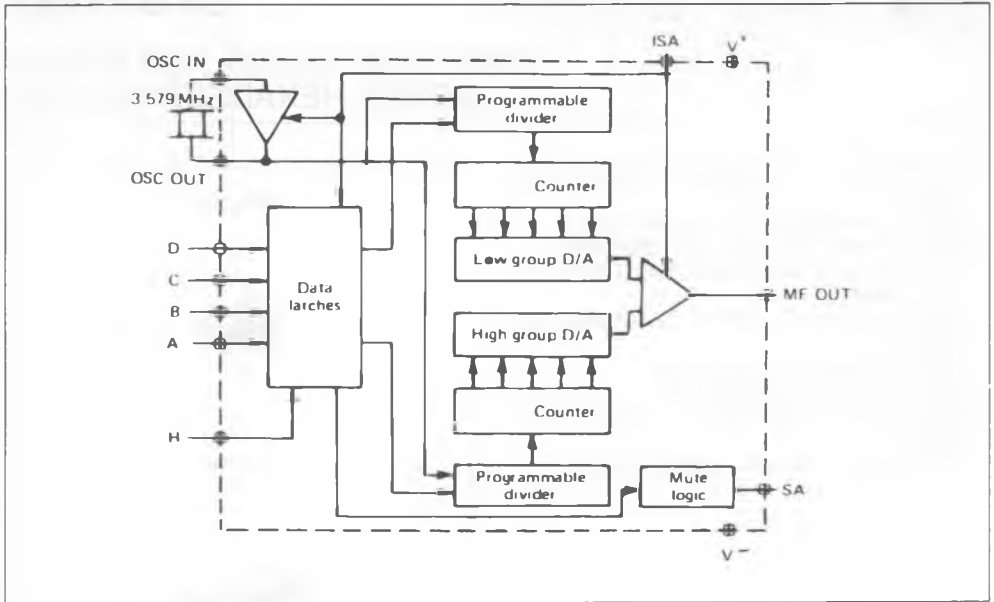 ISA
V+
OSC IN
3 579 MHz
OSC OUT
Programmable
divider
Counter
Low group D/A
D
C
B
A
H
Data
latches
MF OUT
High group D/A
Counter
Programmable
divider
Mute
logic
SA
V−